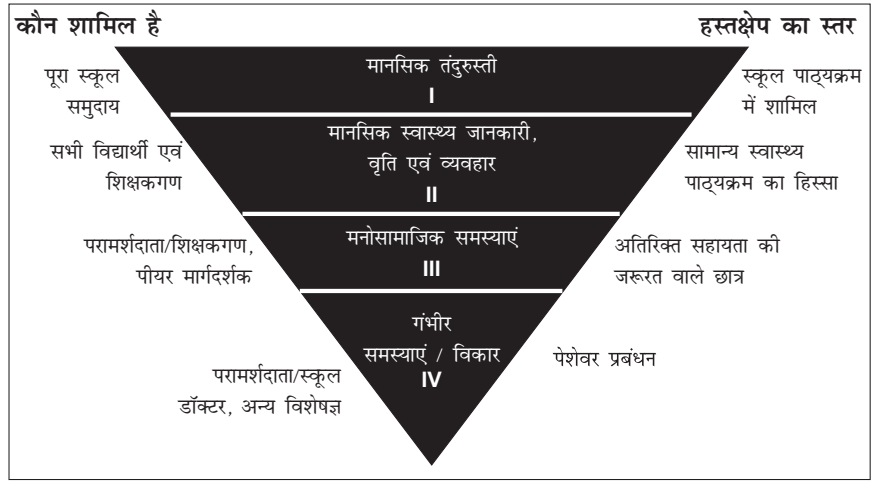 कौन शामिल है
हस्तक्षेप का स्तर
पूरा स्कूल
समुदाय
मानसिक तंदुरुस्ती
I
स्कूल पाठ्यक्रम
में शामिल
सभी विद्यार्थी एवं
शिक्षकगण
मानसिक स्वास्थ्य जानकारी,
वृति एवं व्यवहार
II
सामान्य स्वास्थ्य
पाठ्यक्रम का हिस्सा
परामर्शदाता/शिक्षकगण,
पीयर मार्गदर्शक
मनोसामाजिक समस्याएं
III
अतिरिक्त सहायता की
जरूरत वाले छात्र
परामर्शदाता/स्कूल
डॉक्टर, अन्य विशेषज्ञ
गंभीर
समस्याएं / विकार
IV
पेशेवर प्रबंधन